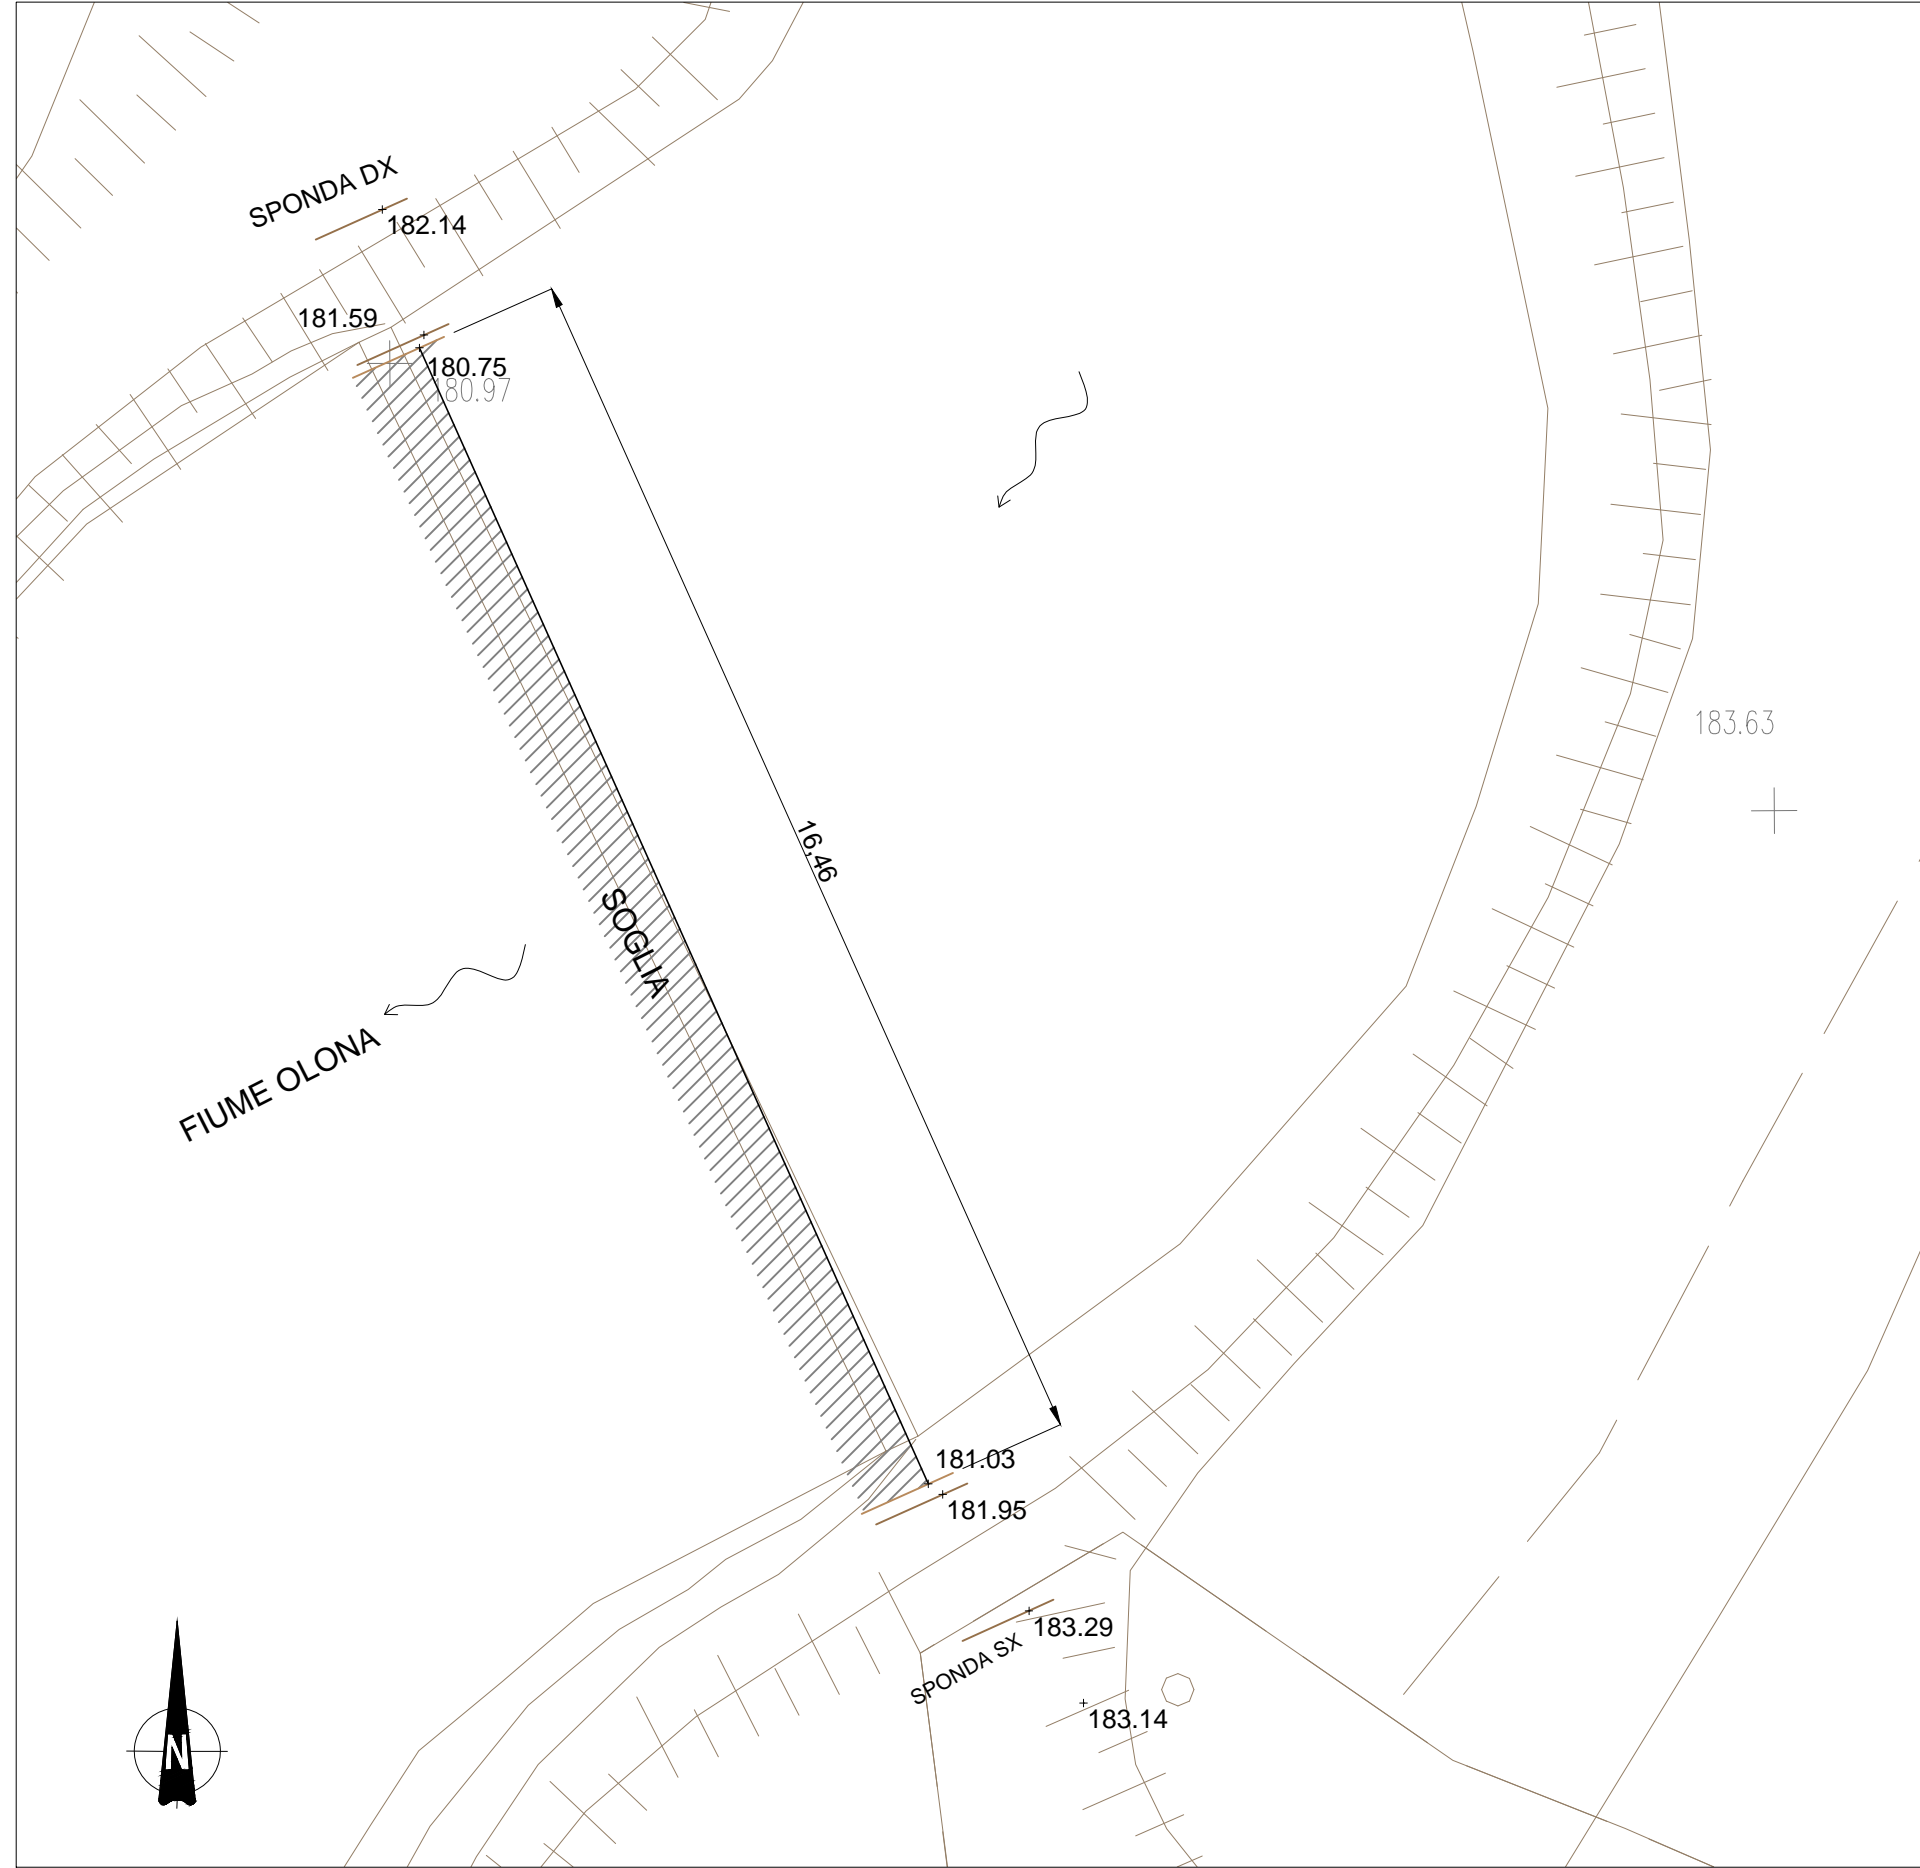 SPONDA DX
182.14
181.59
180.75
180.97
183.63
16,46
SOGLIA
FIUME OLONA
181.03
181.95
183.29
SPONDA SX
183.14
N